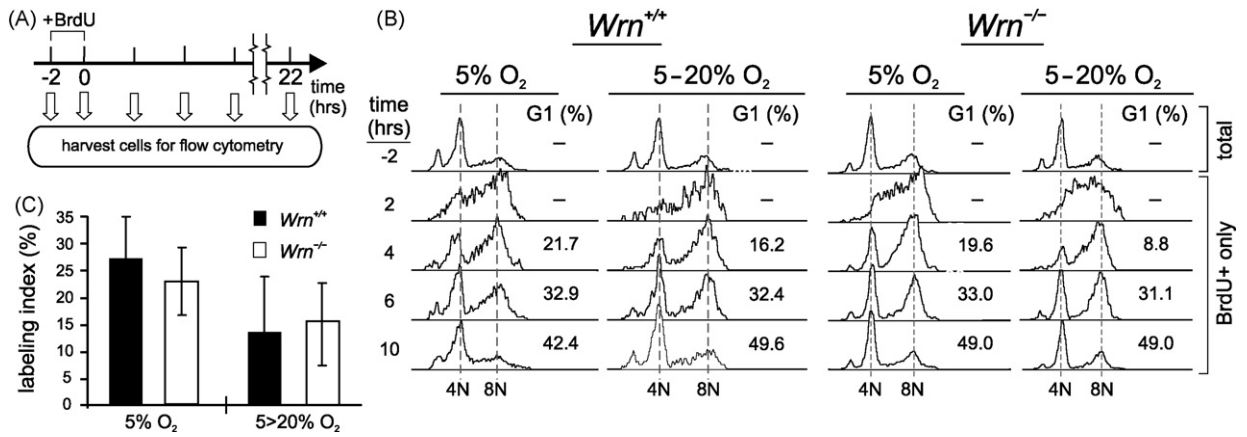 (A)
+BrdU
-2 0 22 time (hrs)
harvest cells for flow cytometry
(B)
Wrn+/+ Wrn−/−
5% O2 5–20% O2 5% O2 5–20% O2
time (hrs) G1 (%) G1 (%) G1 (%) G1 (%)
-2 – – – – total
2 – – – –
4 21.7 16.2 19.6 8.8
6 32.9 32.4 33.0 31.1
10 42.4 49.6 49.0 49.0
BrdU+ only
4N 8N 4N 8N 4N 8N 4N 8N
(C)
labeling index (%)
35
30
25
20
15
10
5
0
Wrn+/+
Wrn−/−
5% O2 5>20% O2